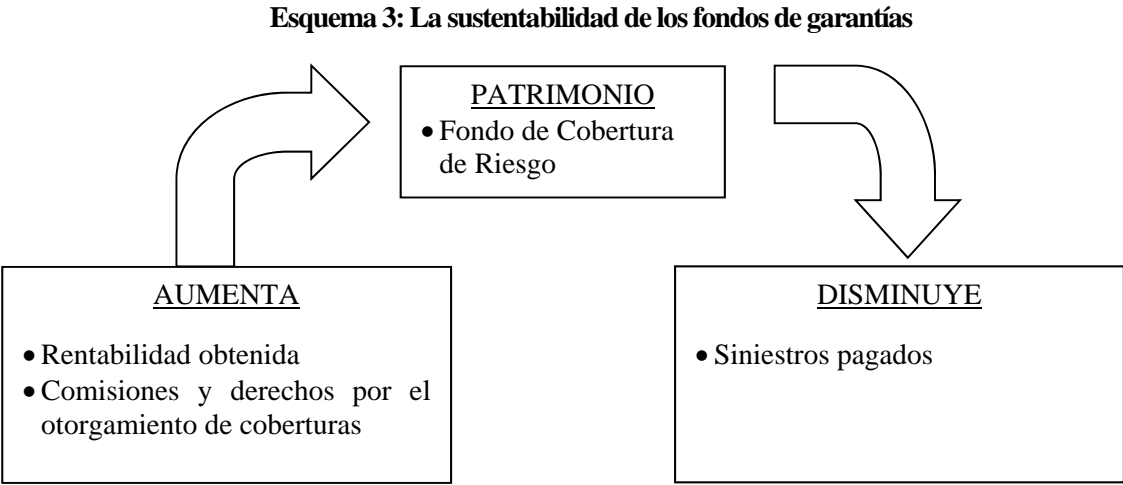 Esquema 3: La sustentabilidad de los fondos de garantías
PATRIMONIO
• Fondo de Cobertura
de Riesgo
AUMENTA
• Rentabilidad obtenida
• Comisiones y derechos por el
otorgamiento de coberturas
DISMINUYE
• Siniestros pagados